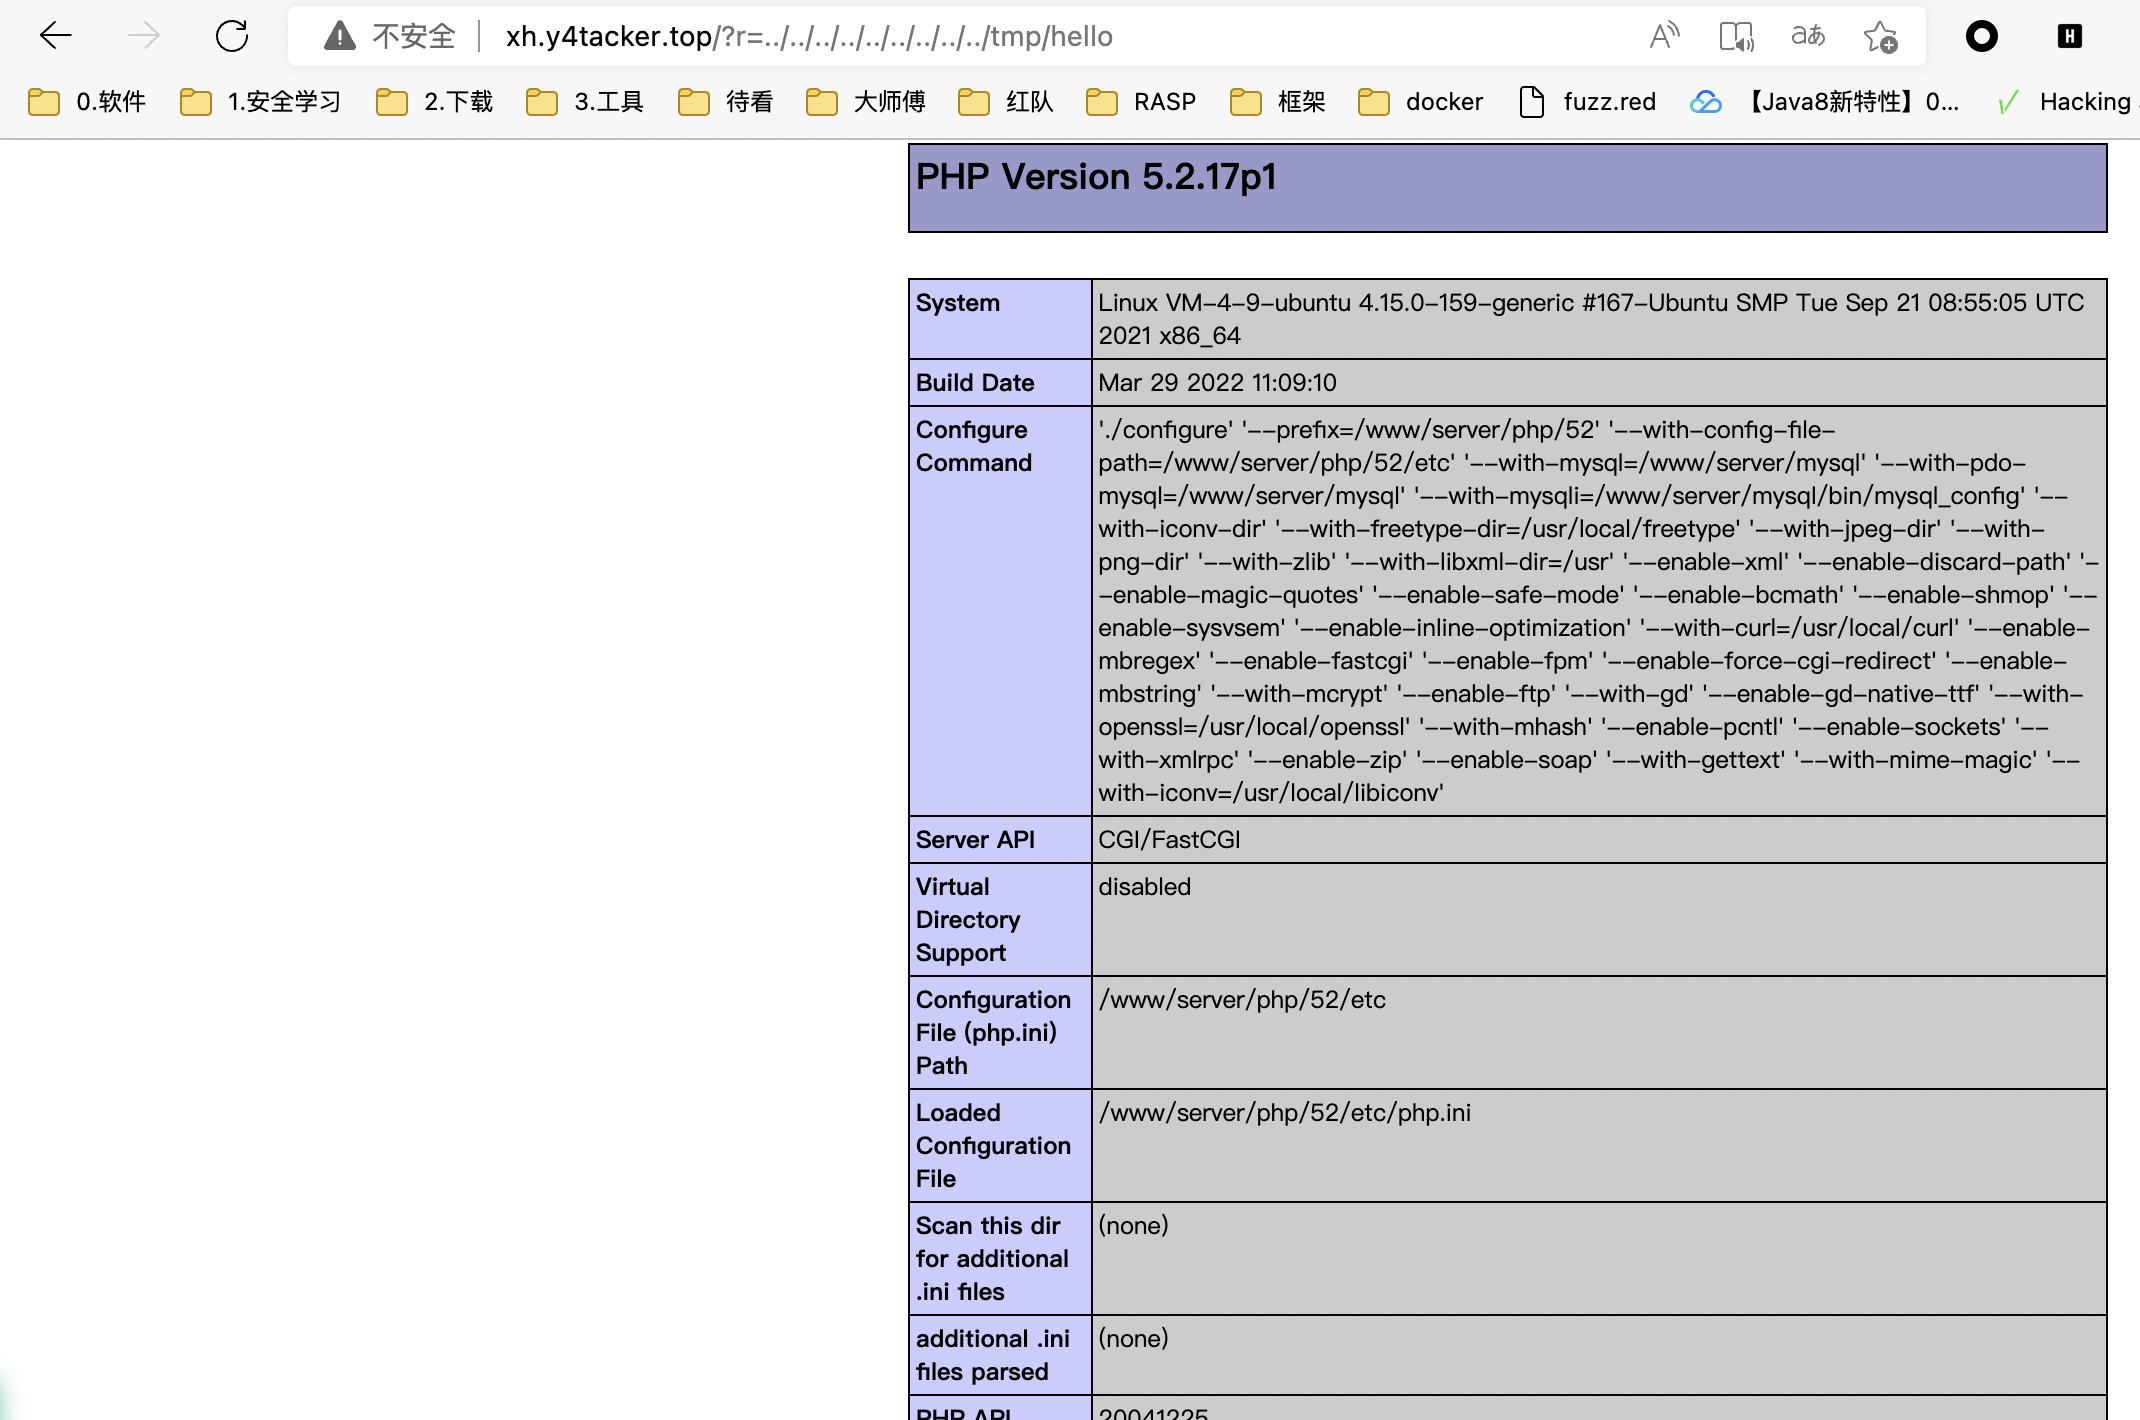 不安全 xh.y4tacker.top/?r=../../../../../../../../../tmp/hello
0.软件 1.安全学习 2.下载 3.工具 待看 大师傅 红队 RASP 框架 docker fuzz.red 【Java8新特性】0... Hacking
PHP Version 5.2.17p1
System
Linux VM-4-9-ubuntu 4.15.0-159-generic #167-Ubuntu SMP Tue Sep 21 08:55:05 UTC
2021 x86_64
Build Date
Mar 29 2022 11:09:10
Configure
Command
'./configure' '--prefix=/www/server/php/52' '--with-config-file-
path=/www/server/php/52/etc' '--with-mysql=/www/server/mysql' '--with-pdo-
mysql=/www/server/mysql' '--with-mysqli=/www/server/mysql/bin/mysql_config' '--
with-iconv-dir' '--with-freetype-dir=/usr/local/freetype' '--with-jpeg-dir' '--with-
png-dir' '--with-zlib' '--with-libxml-dir=/usr' '--enable-xml' '--enable-discard-path' '-
-enable-magic-quotes' '--enable-safe-mode' '--enable-bcmath' '--enable-shmop' '--
enable-sysvsem' '--enable-inline-optimization' '--with-curl=/usr/local/curl' '--enable-
mbregex' '--enable-fastcgi' '--enable-fpm' '--enable-force-cgi-redirect' '--enable-
mbstring' '--with-mcrypt' '--enable-ftp' '--with-gd' '--enable-gd-native-ttf' '--with-
openssl=/usr/local/openssl' '--with-mhash' '--enable-pcntl' '--enable-sockets' '--
with-xmlrpc' '--enable-zip' '--enable-soap' '--with-gettext' '--with-mime-magic' '--
with-iconv=/usr/local/libiconv'
Server API
CGI/FastCGI
Virtual
Directory
Support
disabled
Configuration
File (php.ini)
Path
/www/server/php/52/etc
Loaded
Configuration
File
/www/server/php/52/etc/php.ini
Scan this dir
for additional
.ini files
(none)
additional .ini
files parsed
(none)
PHP API
20041225